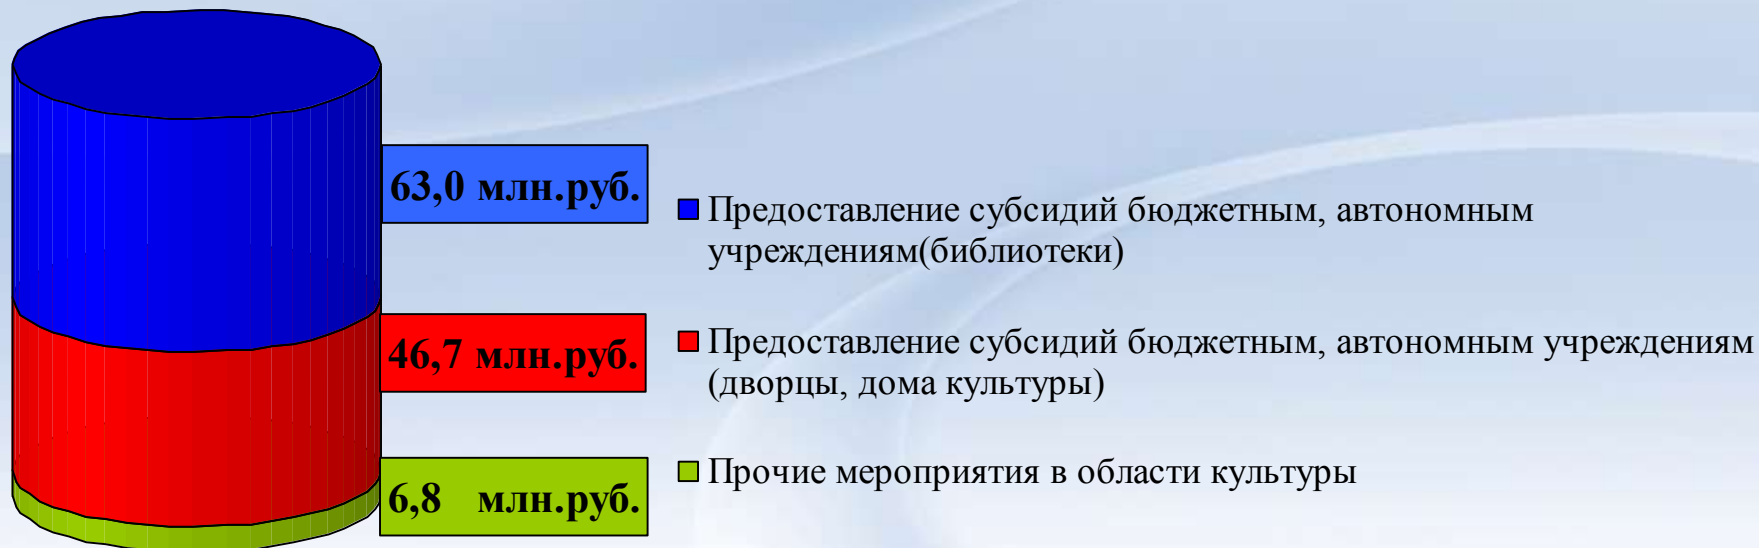 63,0 млн.руб.
Предоставление субсидий бюджетным, автономным
учреждениям(библиотеки)
46,7 млн.руб.
Предоставление субсидий бюджетным, автономным учреждениям
(дворцы, дома культуры)
6,8 млн.руб.
Прочие мероприятия в области культуры